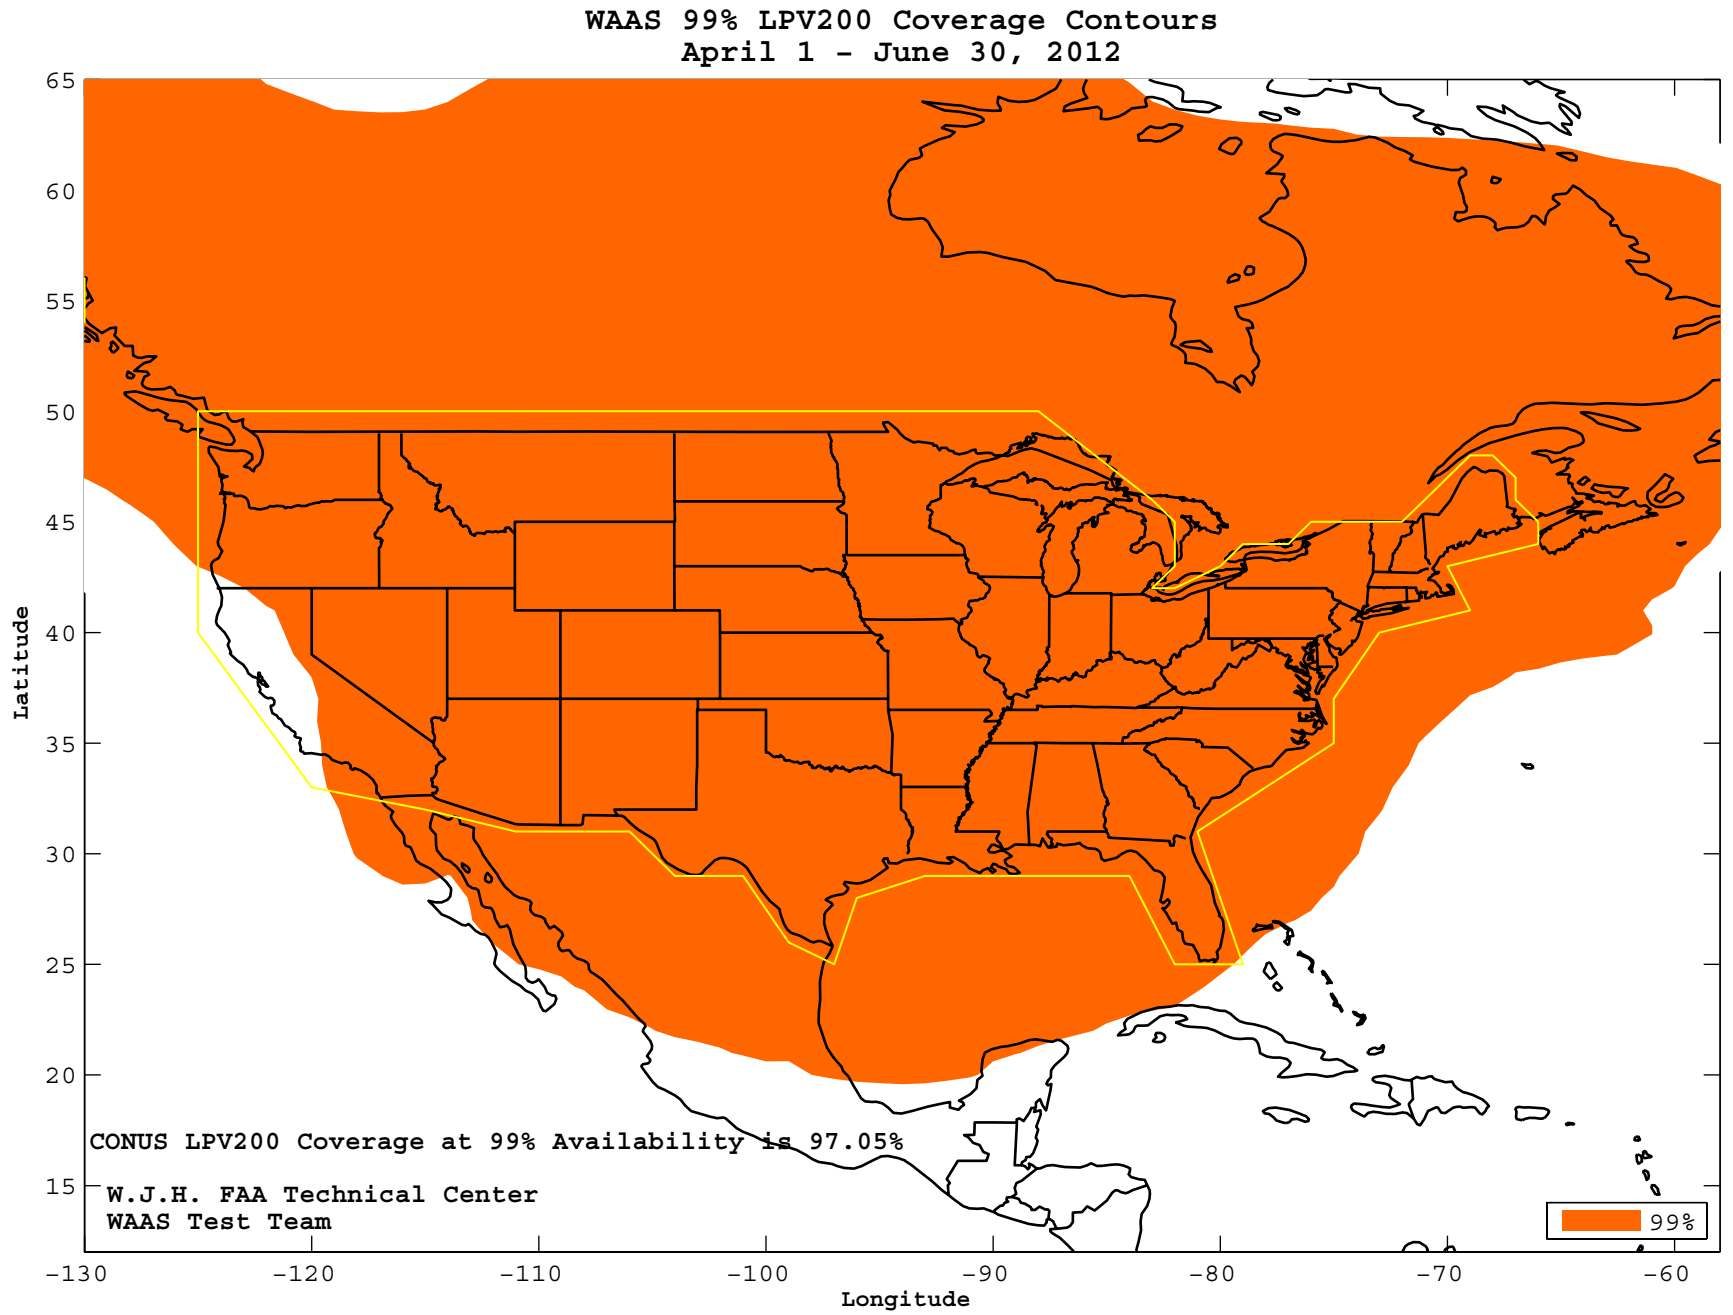 WAAS 99% LPV200 Coverage Contours
April 1 - June 30, 2012
65
60
55
50
45
40
35
30
25
20
15
Latitude
CONUS LPV200 Coverage at 99% Availability is 97.05%
W.J.H. FAA Technical Center
WAAS Test Team
99%
-130 -120 -110 -100 -90 -80 -70 -60
Longitude